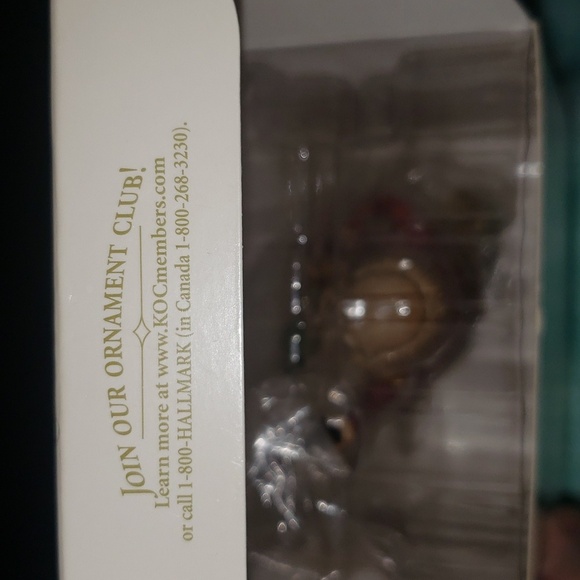 JOIN OUR ORNAMENT CLUB!
Learn more at www.KOCmembers.com
or call 1-800-HALLMARK (in Canada 1-800-268-3230).